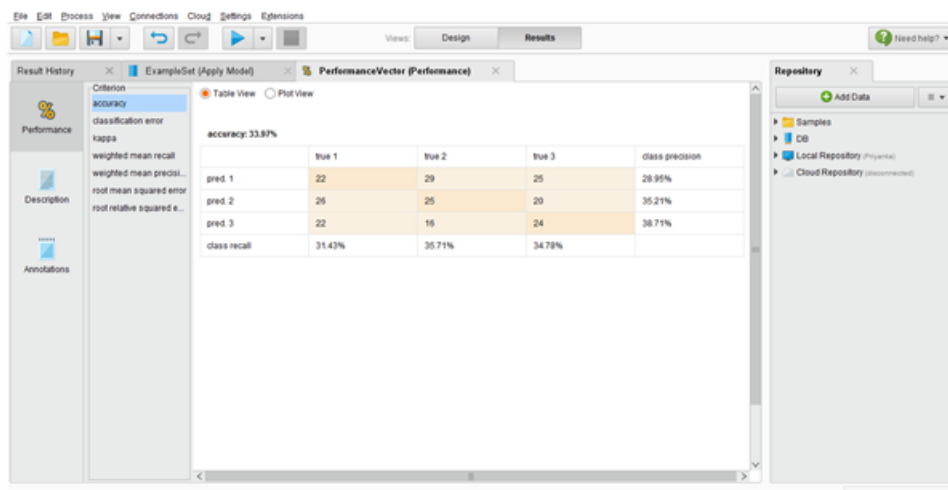 File Edit Process View Connections Cloud Settings Extensions
Views: Design Results Need help?
Result History ExampleSet (Apply Model) PerformanceVector (Performance) Repository
Performance
Description
Annotations
Criterion
accuracy
classification error
kappa
weighted mean recall
weighted mean precisi...
root mean squared error
root relative squared e...
Table View Plot View
accuracy: 33.97%
true 1 true 2 true 3 class precision
pred. 1 22 29 25 28.95%
pred. 2 26 25 20 35.21%
pred. 3 22 16 24 38.71%
class recall 31.43% 35.71% 34.78%
Add Data
Samples
DB
Local Repository (Priyanka)
Cloud Repository (disconnected)